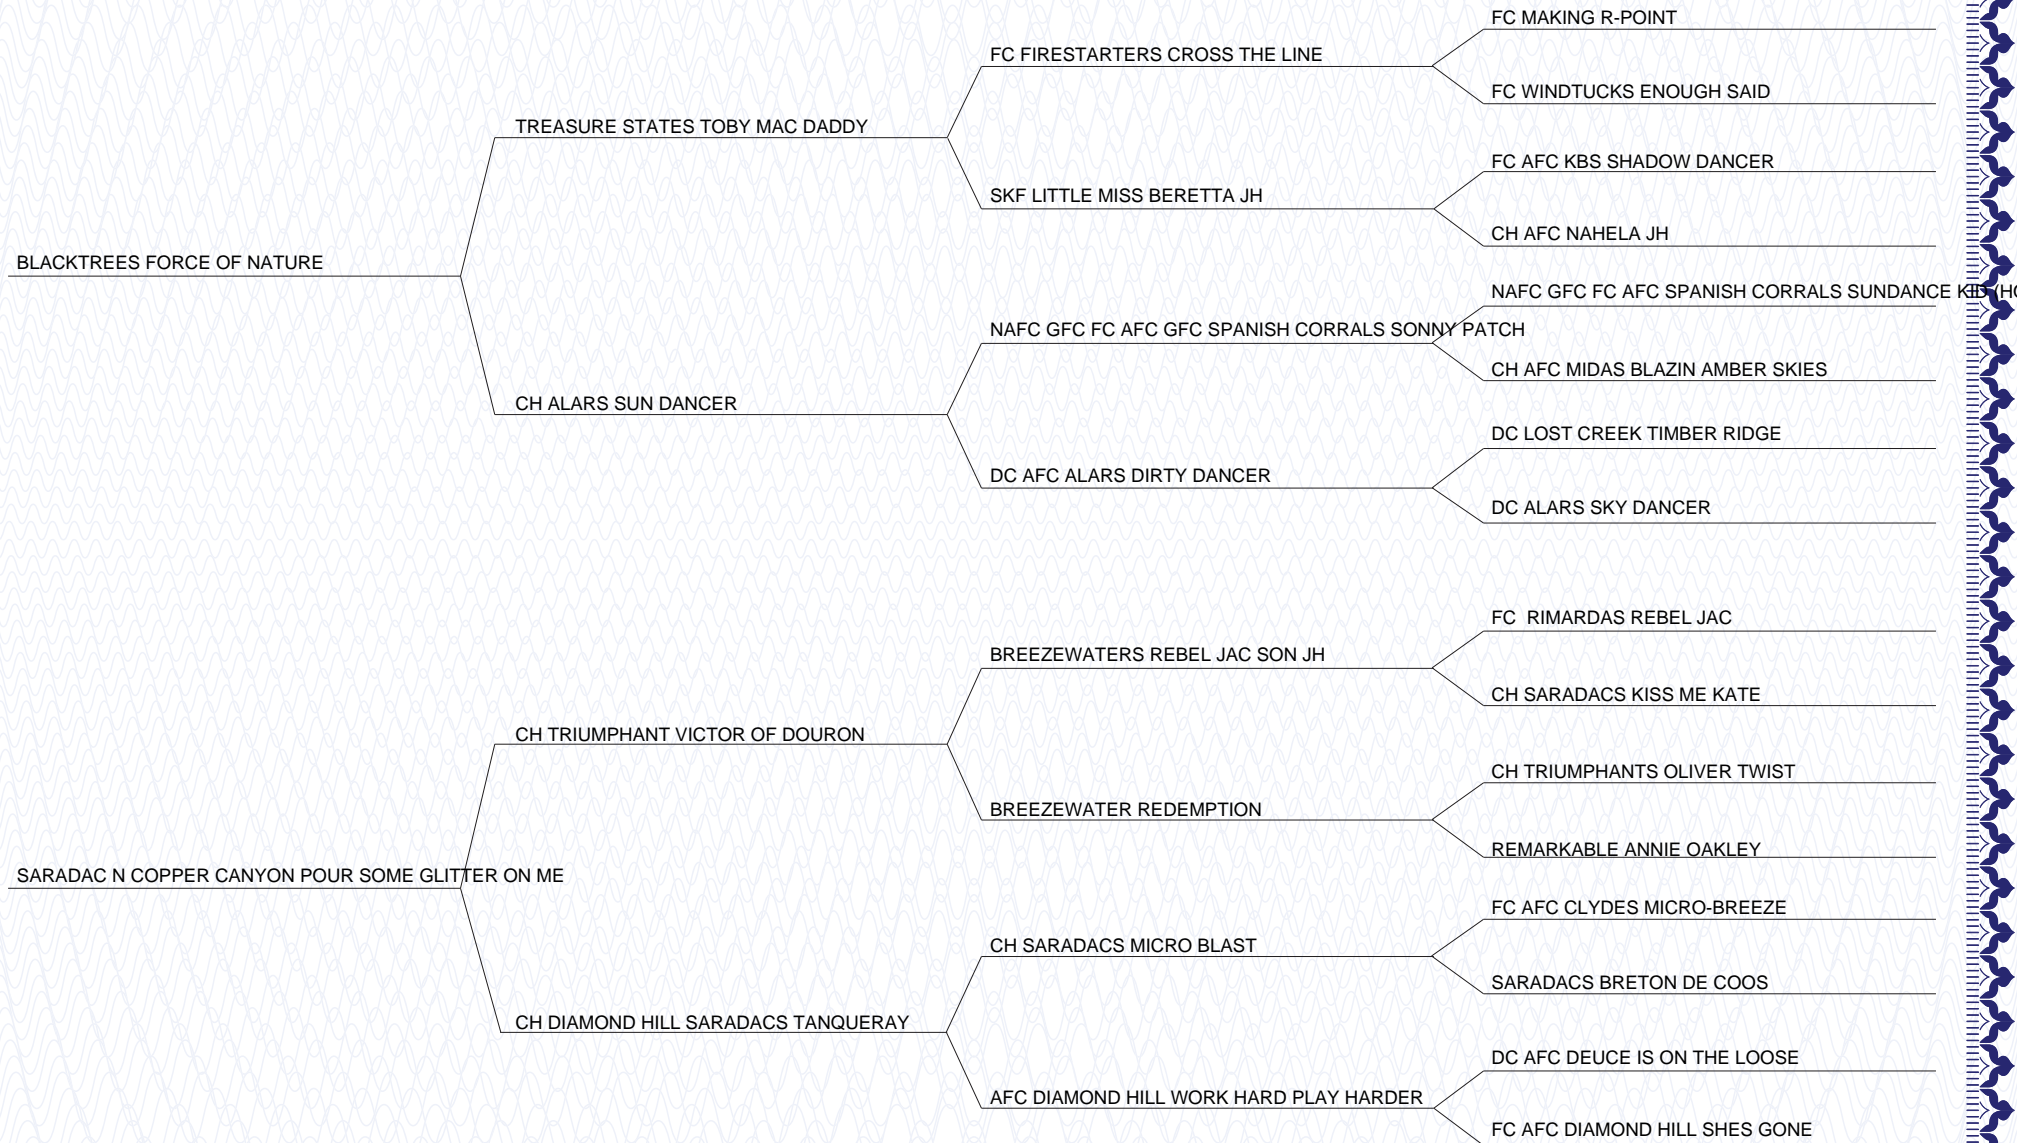 FC MAKING R-POINT
FC FIRESTARTERS CROSS THE LINE
FC WINDTUCKS ENOUGH SAID
TREASURE STATES TOBY MAC DADDY
FC AFC KBS SHADOW DANCER
SKF LITTLE MISS BERETTA JH
CH AFC NAHELA JH
BLACKTREES FORCE OF NATURE
NAFC GFC FC AFC SPANISH CORRALS SUNDANCE KID (HO
NAFC GFC FC AFC GFC SPANISH CORRALS SONNY PATCH
CH AFC MIDAS BLAZIN AMBER SKIES
CH ALARS SUN DANCER
DC LOST CREEK TIMBER RIDGE
DC AFC ALARS DIRTY DANCER
DC ALARS SKY DANCER
FC  RIMARDAS REBEL JAC
BREEZEWATERS REBEL JAC SON JH
CH SARADACS KISS ME KATE
CH TRIUMPHANT VICTOR OF DOURON
CH TRIUMPHANTS OLIVER TWIST
BREEZEWATER REDEMPTION
REMARKABLE ANNIE OAKLEY
SARADAC N COPPER CANYON POUR SOME GLITTER ON ME
FC AFC CLYDES MICRO-BREEZE
CH SARADACS MICRO BLAST
SARADACS BRETON DE COOS
CH DIAMOND HILL SARADACS TANQUERAY
DC AFC DEUCE IS ON THE LOOSE
AFC DIAMOND HILL WORK HARD PLAY HARDER
FC AFC DIAMOND HILL SHES GONE